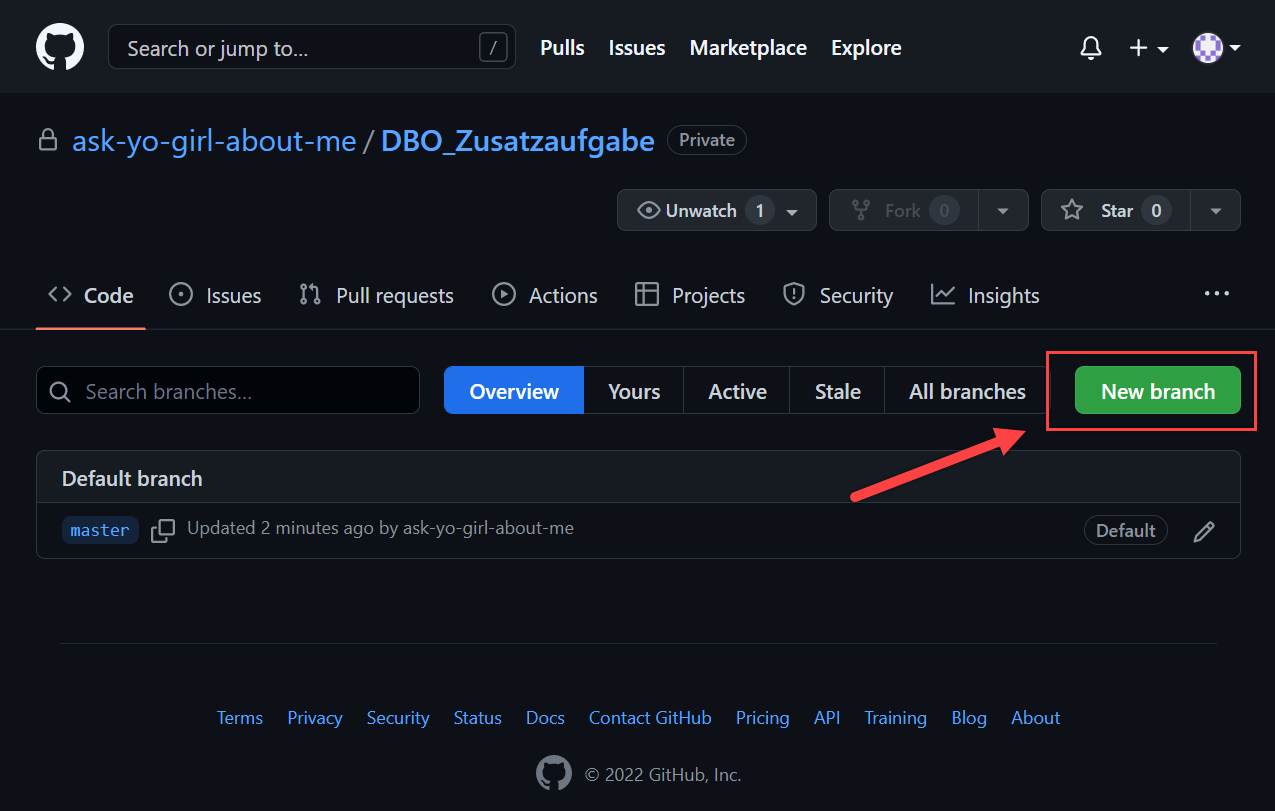 Search or jump to... /
Pulls Issues Marketplace Explore
ask-yo-girl-about-me / DBO_Zusatzaufgabe Private
Unwatch 1 Fork 0 Star 0
Code Issues Pull requests Actions Projects Security Insights
Search branches... Overview Yours Active Stale All branches New branch
Default branch
master Updated 2 minutes ago by ask-yo-girl-about-me Default
Terms Privacy Security Status Docs Contact GitHub Pricing API Training Blog About
© 2022 GitHub, Inc.